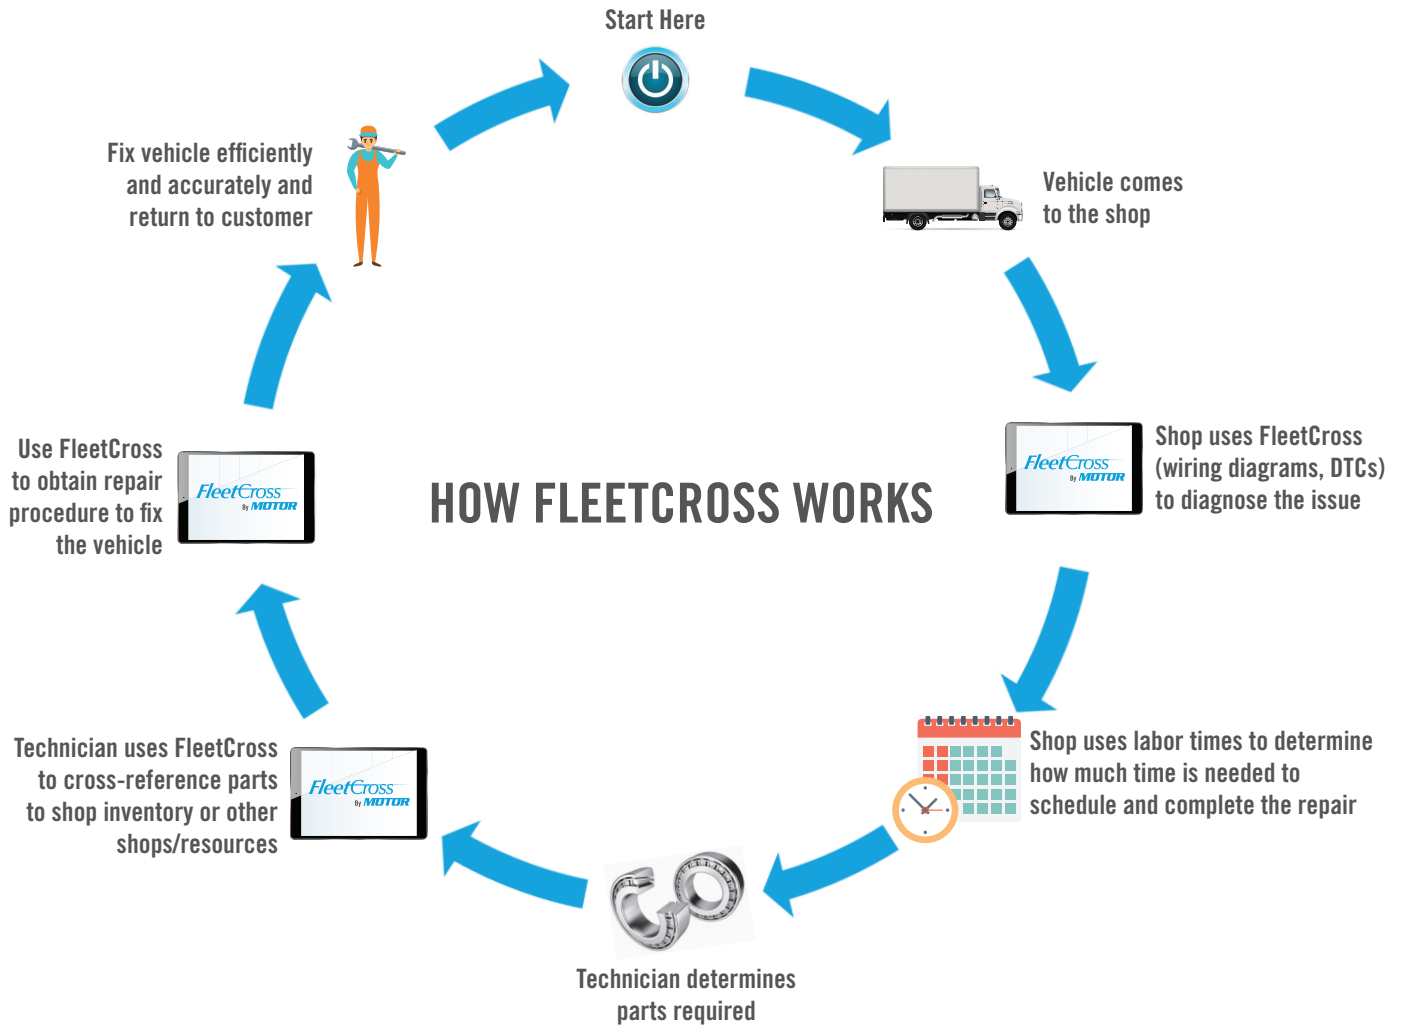 Start Here
Vehicle comes
to the shop
Shop uses FleetCross
(wiring diagrams, DTCs)
to diagnose the issue
FleetCross
By MOTOR
Shop uses labor times to determine
how much time is needed to
schedule and complete the repair
Technician determines
parts required
Technician uses FleetCross
to cross-reference parts
to shop inventory or other
shops/resources
FleetCross
By MOTOR
Use FleetCross
to obtain repair
procedure to fix
the vehicle
FleetCross
By MOTOR
Fix vehicle efficiently
and accurately and
return to customer
HOW FLEETCROSS WORKS